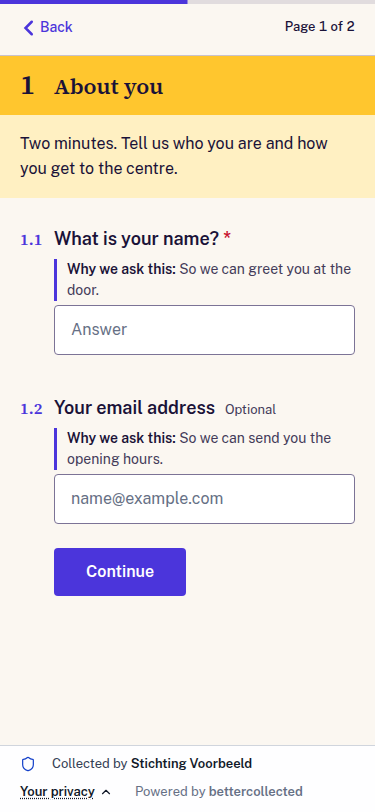 Back
Page 1 of 2
1 About you
Two minutes. Tell us who you are and how
you get to the centre.
1.1 What is your name? *
Why we ask this: So we can greet you at the
door.
Answer
1.2 Your email address Optional
Why we ask this: So we can send you the
opening hours.
name@example.com
Continue
Collected by Stichting Voorbeeld
Your privacy Powered by bettercollected